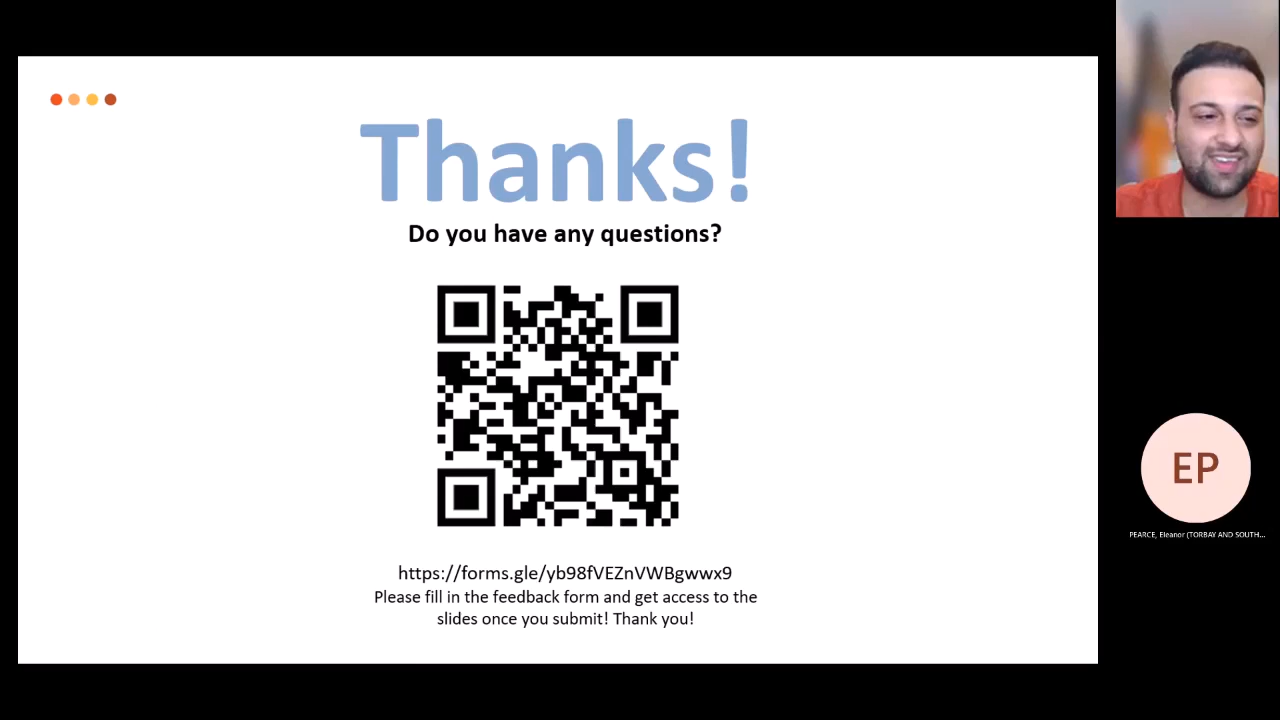 Thanks!
Do you have any questions?
https://forms.gle/yb98fVEZnVWBgwwx9
Please fill in the feedback form and get access to the
slides once you submit! Thank you!
EP
PEARCE, Eleanor (TORBAY AND SOUTH...